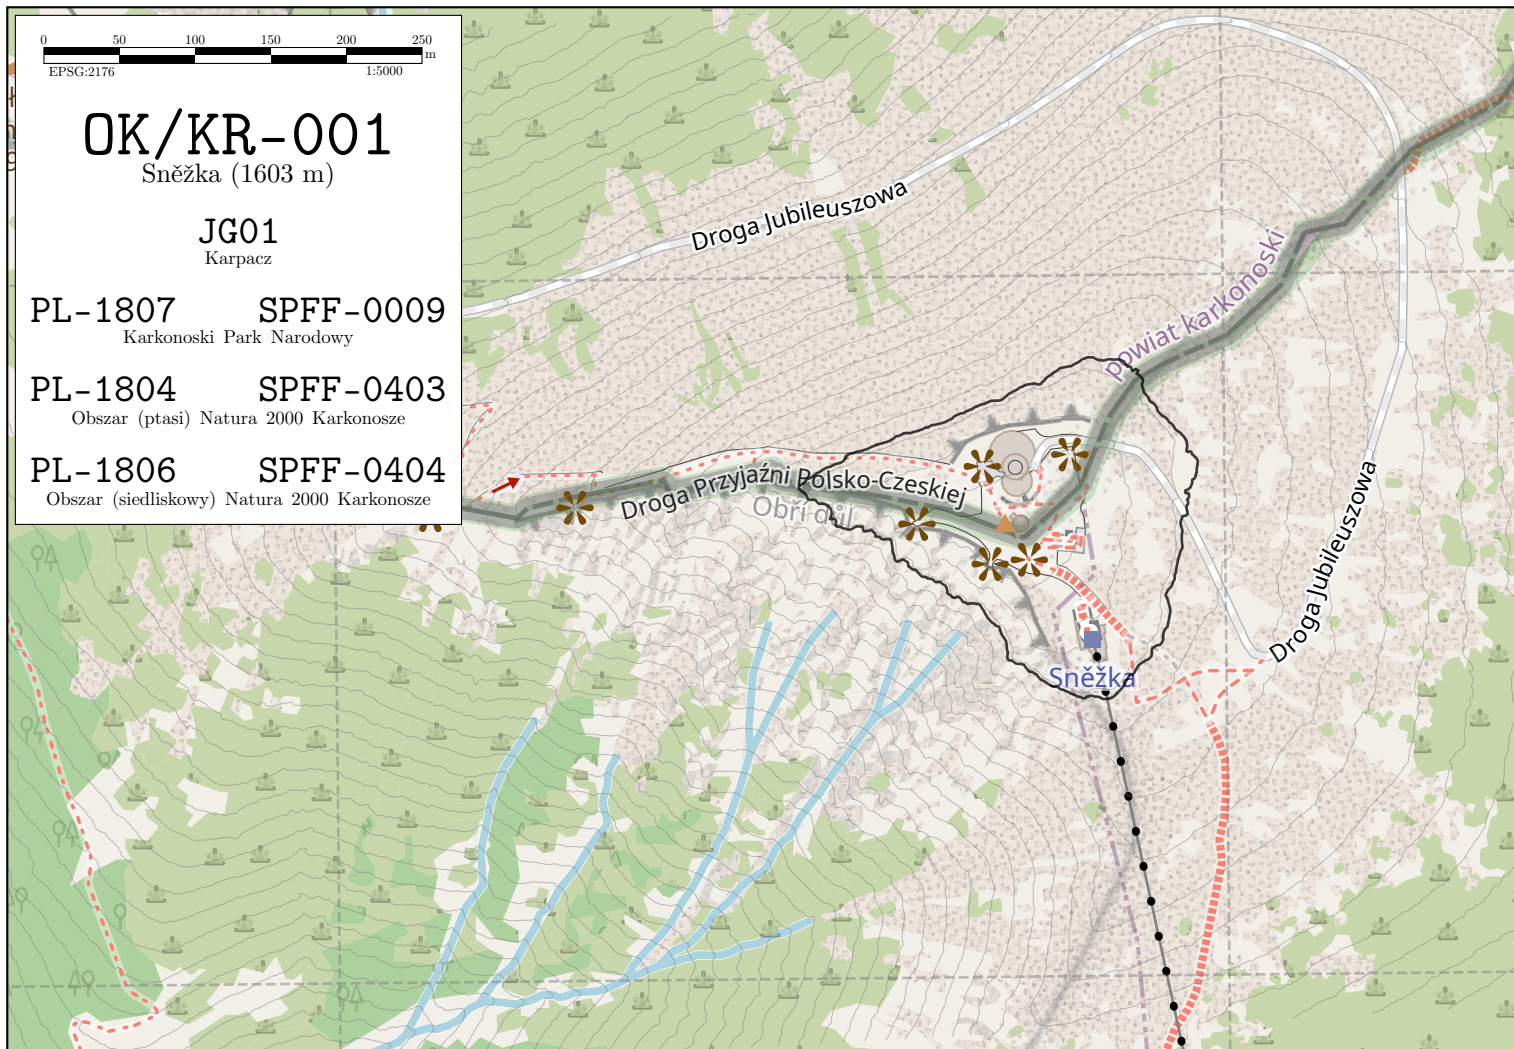 0 50 100 150 200 250
m
EPSG:2176 1:5000
OK/KR-001
Sněžka (1603 m)
JG01
Karpacz
PL-1807 SPFF-0009
Karkonoski Park Narodowy
PL-1804 SPFF-0403
Obszar (ptasi) Natura 2000 Karkonosze
PL-1806 SPFF-0404
Obszar (siedliskowy) Natura 2000 Karkonosze
Droga Jubileuszowa
powiat karkonoski
Droga Przyjaźni Polsko-Czeskiej
Obří důl
Droga Jubileuszowa
Sněžka